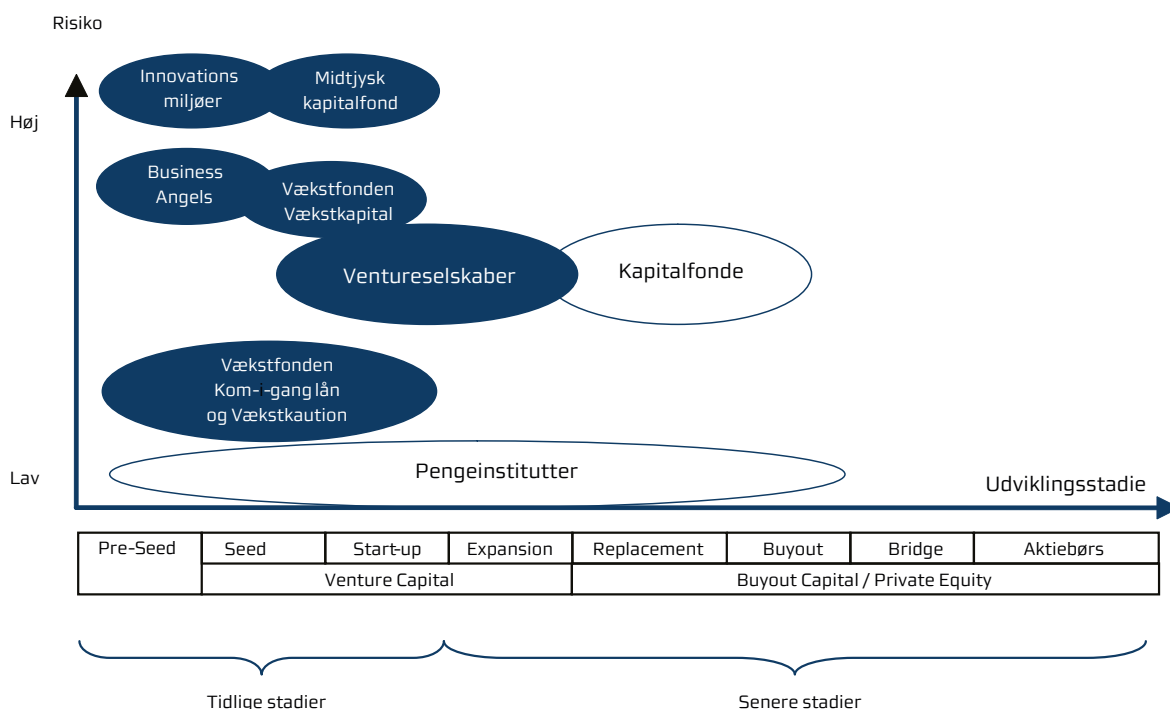 Risiko
Innovations
miljøer
Midtjysk
kapitalfond
Høj
Business
Angels
Vækstfonden
Vækstkapital
Ventureselskaber
Kapitalfonde
Vækstfonden
Kom-i-gang lån
og Vækstkaution
Pengeinstitutter
Lav
Udviklingsstadie
Pre-Seed Seed Start-up Expansion Replacement Buyout Bridge Aktiebørs
Venture Capital Buyout Capital / Private Equity
Tidlige stadier Senere stadier